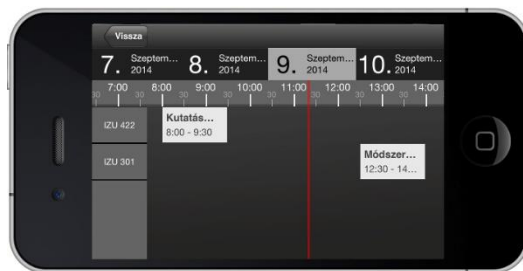 Vissza
7. Szeptem... 2014
8. Szeptem... 2014
9. Szeptem... 2014
10. Szeptem... 2014
7:00 8:00 9:00 10:00 11:00 12:00 13:00 14:00
30 30 30 30 30 30 30 30
IZU 422
Kutatás...
8:00 - 9:30
IZU 301
Módszer...
12:30 - 14...